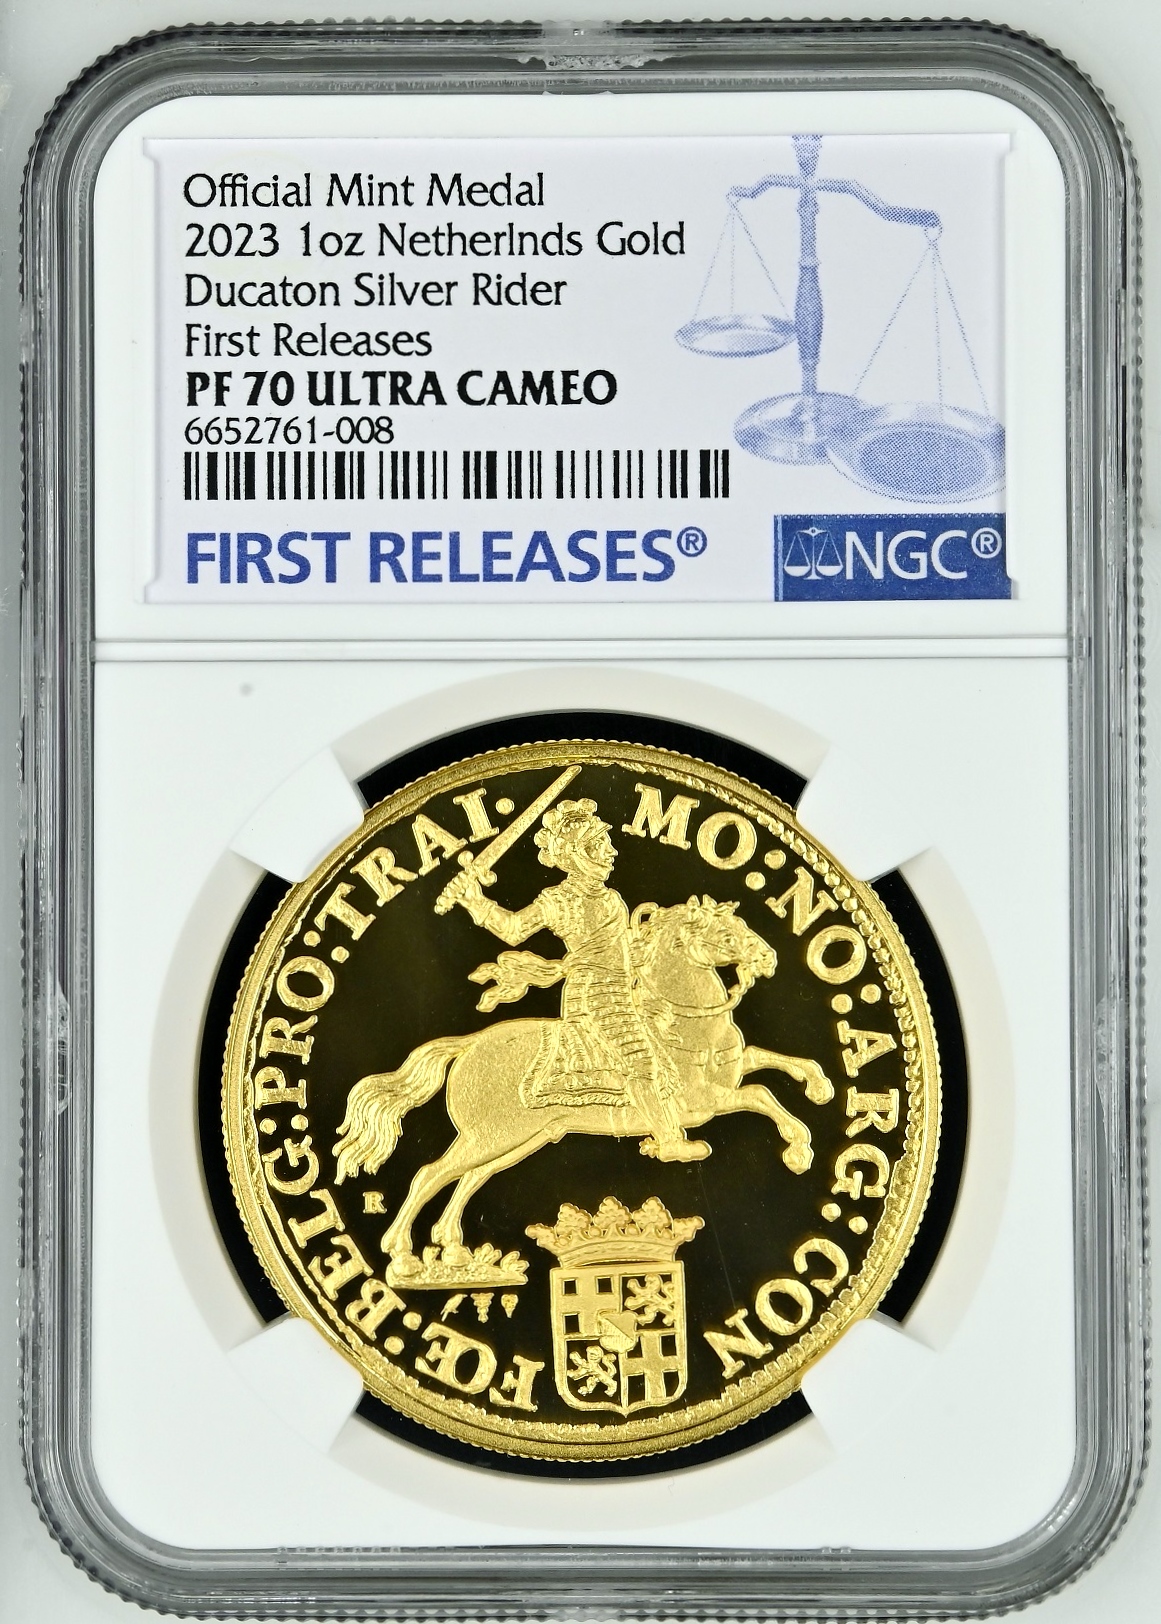 Official Mint Medal
2023 1oz Netherlnds Gold
Ducaton Silver Rider
First Releases
PF 70 ULTRA CAMEO
6652761-008
FIRST RELEASES®
NGC®
MO:NO:ARG:CON
FŒ:BELG:PRO:TRAI·
R